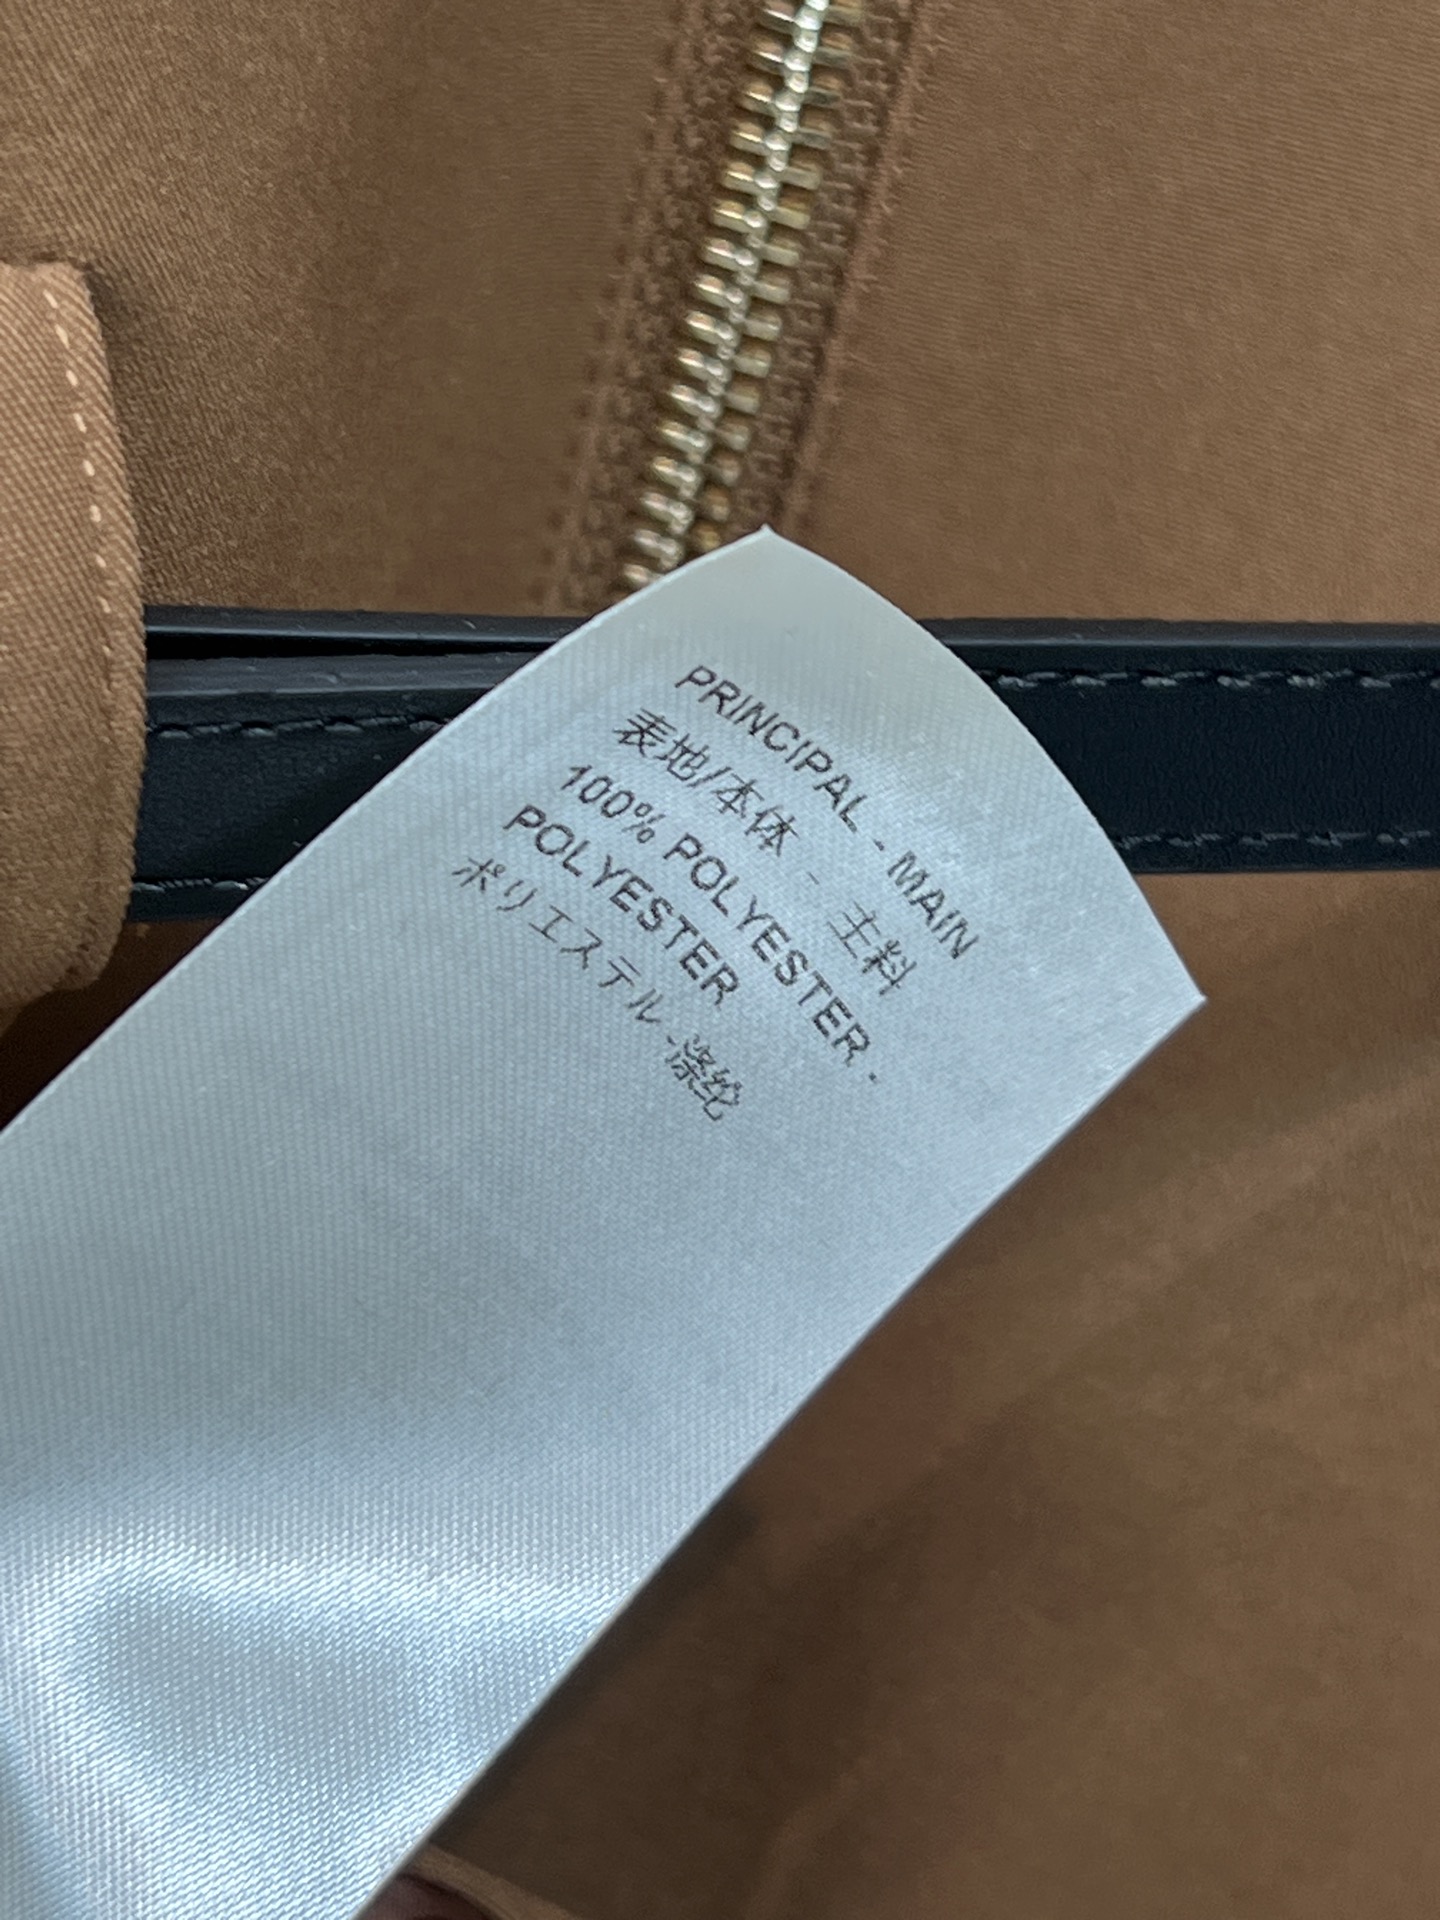 PRINCIPAL - MAIN
表地/本体 - 主料
100% POLYESTER -
POLYESTER
ポリエステル-涤纶